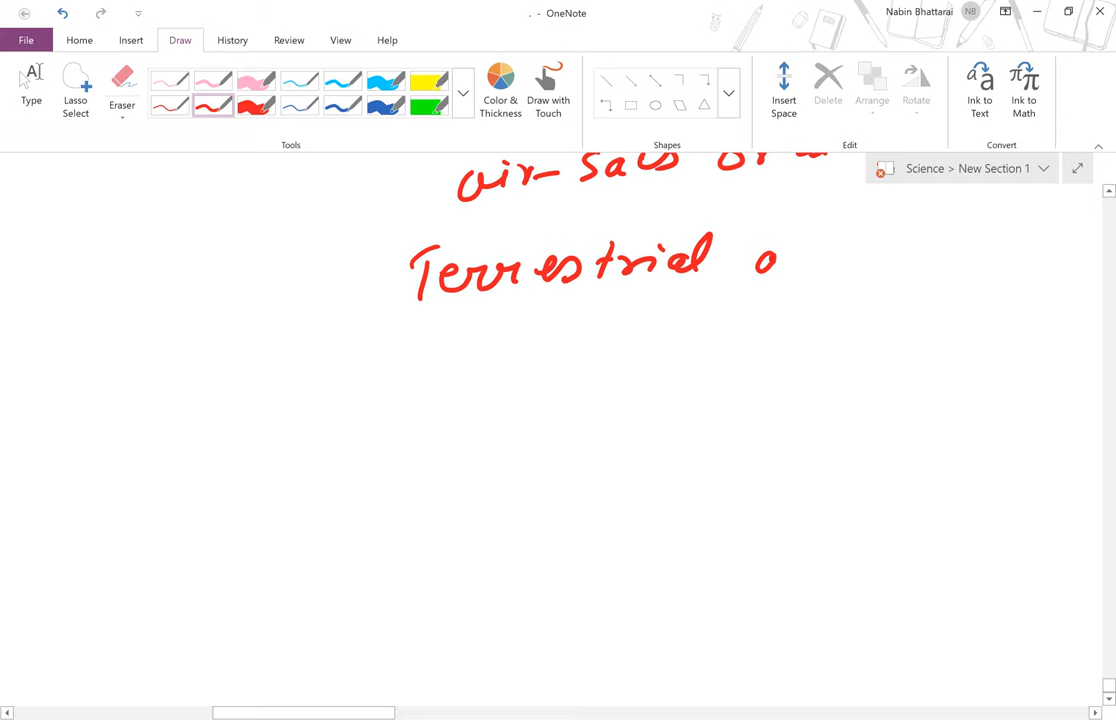 . - OneNote
Nabin Bhattarai NB
File Home Insert Draw History Review View Help
Type
Lasso Select
Eraser
Color & Thickness
Draw with Touch
Insert Space
Delete
Arrange
Rotate
Ink to Text
Ink to Math
Tools
Shapes
Edit
Convert
Science > New Section 1
air-sacs
Terrestrial a